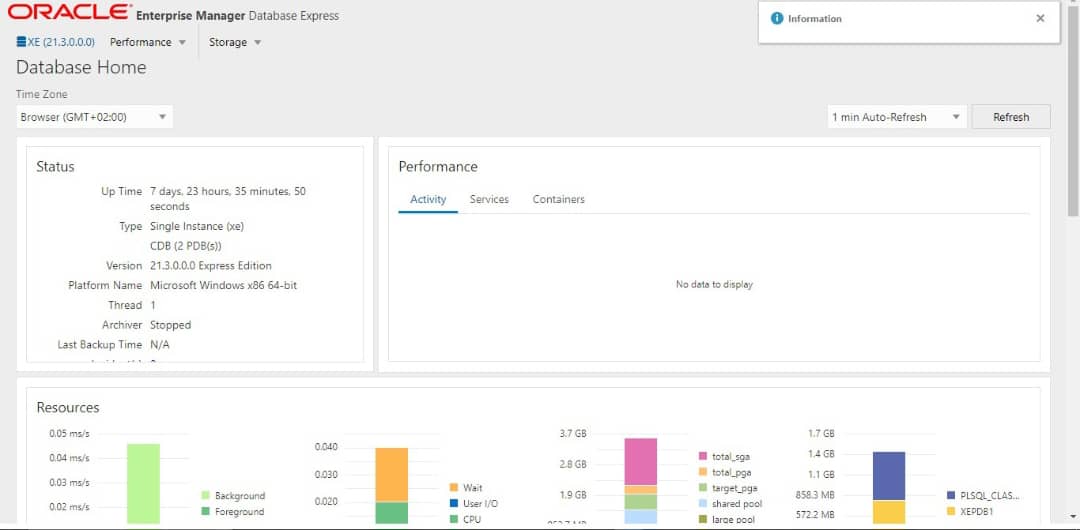 ORACLE Enterprise Manager Database Express
Information
XE (21.3.0.0.0) Performance Storage
Database Home
Time Zone
Browser (GMT+02:00)
1 min Auto-Refresh Refresh
Status
Up Time 7 days, 23 hours, 35 minutes, 50
seconds
Type Single Instance (xe)
CDB (2 PDB(s))
Version 21.3.0.0.0 Express Edition
Platform Name Microsoft Windows x86 64-bit
Thread 1
Archiver Stopped
Last Backup Time N/A
Performance
Activity Services Containers
No data to display
Resources
0.05 ms/s
0.04 ms/s
0.03 ms/s
0.02 ms/s
Background
Foreground
0.040
0.030
0.020
Wait
User I/O
CPU
3.7 GB
2.8 GB
1.9 GB
total_sga
total_pga
target_pga
shared pool
large pool
1.7 GB
1.4 GB
1.1 GB
858.3 MB
572.2 MB
PLSQL_CLAS...
XEPDB1